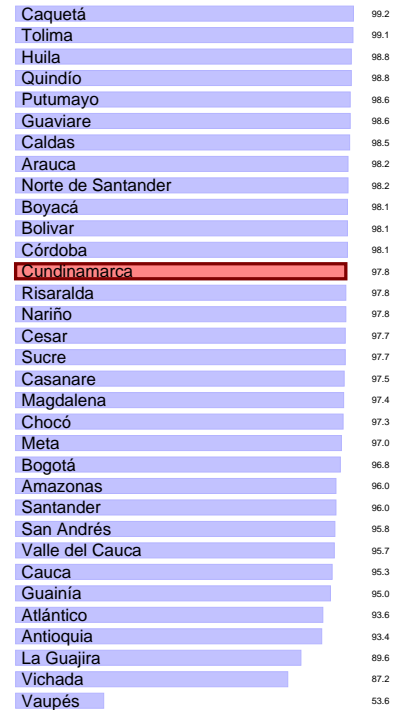 Caquetá 99.2
Tolima 99.1
Huila 98.8
Quindío 98.8
Putumayo 98.6
Guaviare 98.6
Caldas 98.5
Arauca 98.2
Norte de Santander 98.2
Boyacá 98.1
Bolivar 98.1
Córdoba 98.1
Cundinamarca 97.8
Risaralda 97.8
Nariño 97.8
Cesar 97.7
Sucre 97.7
Casanare 97.5
Magdalena 97.4
Chocó 97.3
Meta 97.0
Bogotá 96.8
Amazonas 96.0
Santander 96.0
San Andrés 95.8
Valle del Cauca 95.7
Cauca 95.3
Guainía 95.0
Atlántico 93.6
Antioquia 93.4
La Guajira 89.6
Vichada 87.2
Vaupés 53.6